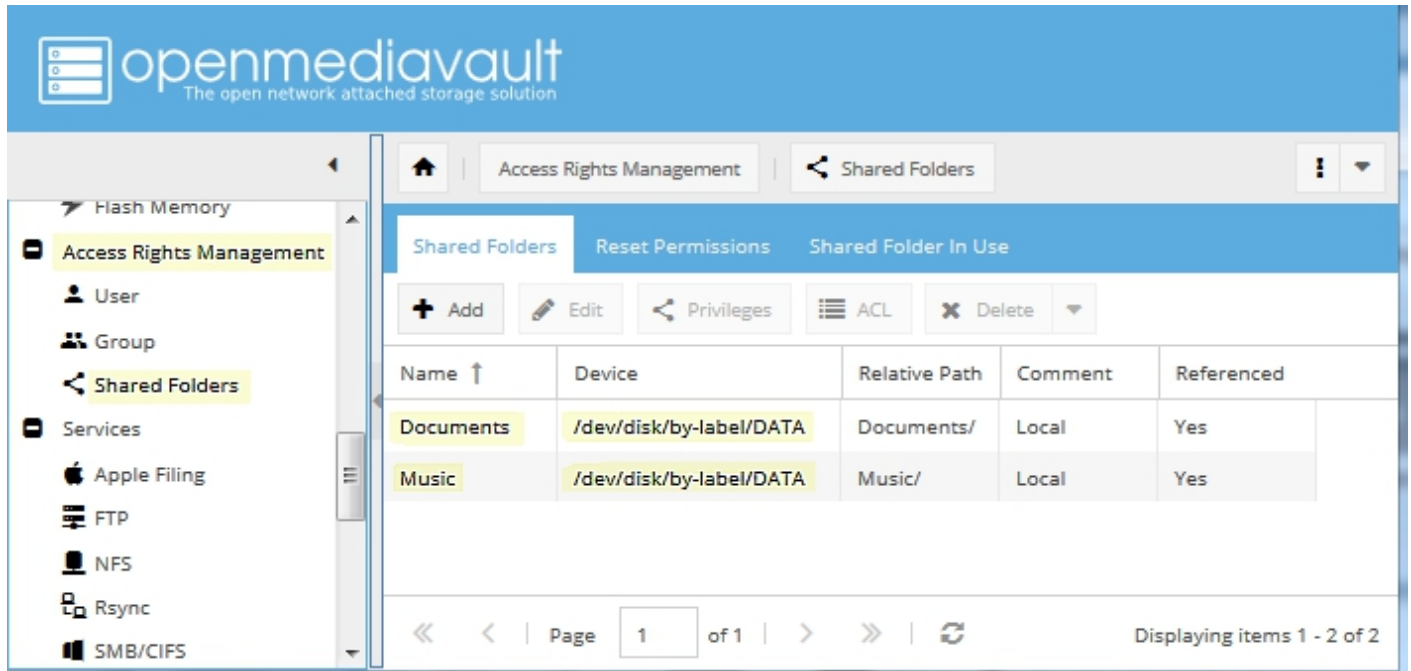 openmediavault
The open network attached storage solution
Access Rights Management
Shared Folders
Flash Memory
Access Rights Management
User
Group
Shared Folders
Services
Apple Filing
FTP
NFS
Rsync
SMB/CIFS
Shared Folders Reset Permissions Shared Folder In Use
Add Edit Privileges ACL Delete
Name Device Relative Path Comment Referenced
Documents /dev/disk/by-label/DATA Documents/ Local Yes
Music /dev/disk/by-label/DATA Music/ Local Yes
Page 1 of 1 Displaying items 1 - 2 of 2